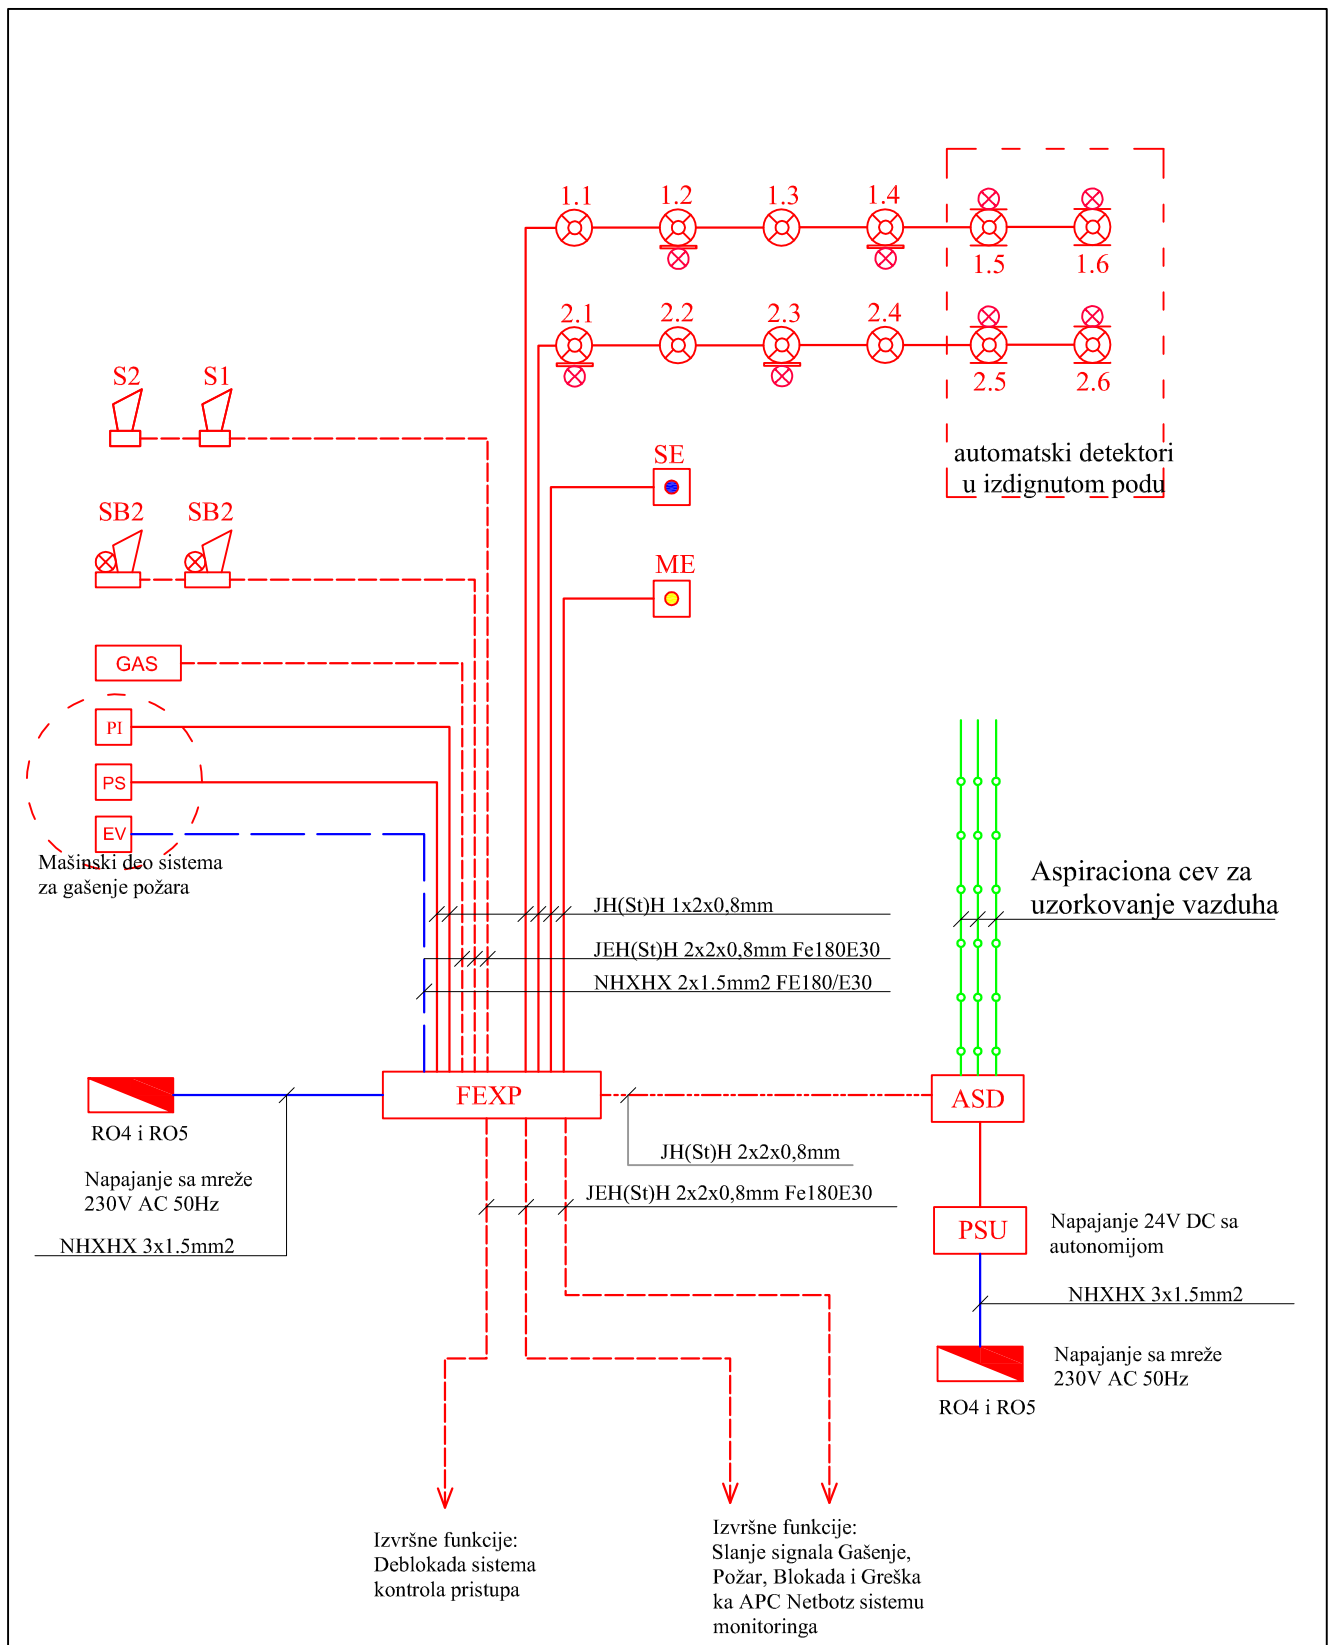 1.1
1.2
1.3
1.4
1.5
1.6
2.1
2.2
2.3
2.4
2.5
2.6
automatski detektori
u izdignutom podu
S2
S1
SE
SB2
SB2
ME
GAS
PI
PS
EV
Mašinski deo sistema
za gašenje požara
Aspiraciona cev za
uzorkovanje vazduha
JH(St)H 1x2x0,8mm
JEH(St)H 2x2x0,8mm Fe180E30
NHXHX 2x1.5mm2 FE180/E30
FEXP
ASD
RO4 i RO5
JH(St)H 2x2x0,8mm
Napajanje sa mreže
230V AC 50Hz
JEH(St)H 2x2x0,8mm Fe180E30
NHXHX 3x1.5mm2
PSU
Napajanje 24V DC sa
autonomijom
NHXHX 3x1.5mm2
Napajanje sa mreže
230V AC 50Hz
RO4 i RO5
Izvršne funkcije:
Deblokada sistema
kontrola pristupa
Izvršne funkcije:
Slanje signala Gašenje,
Požar, Blokada i Greška
ka APC Netbotz sistemu
monitoringa